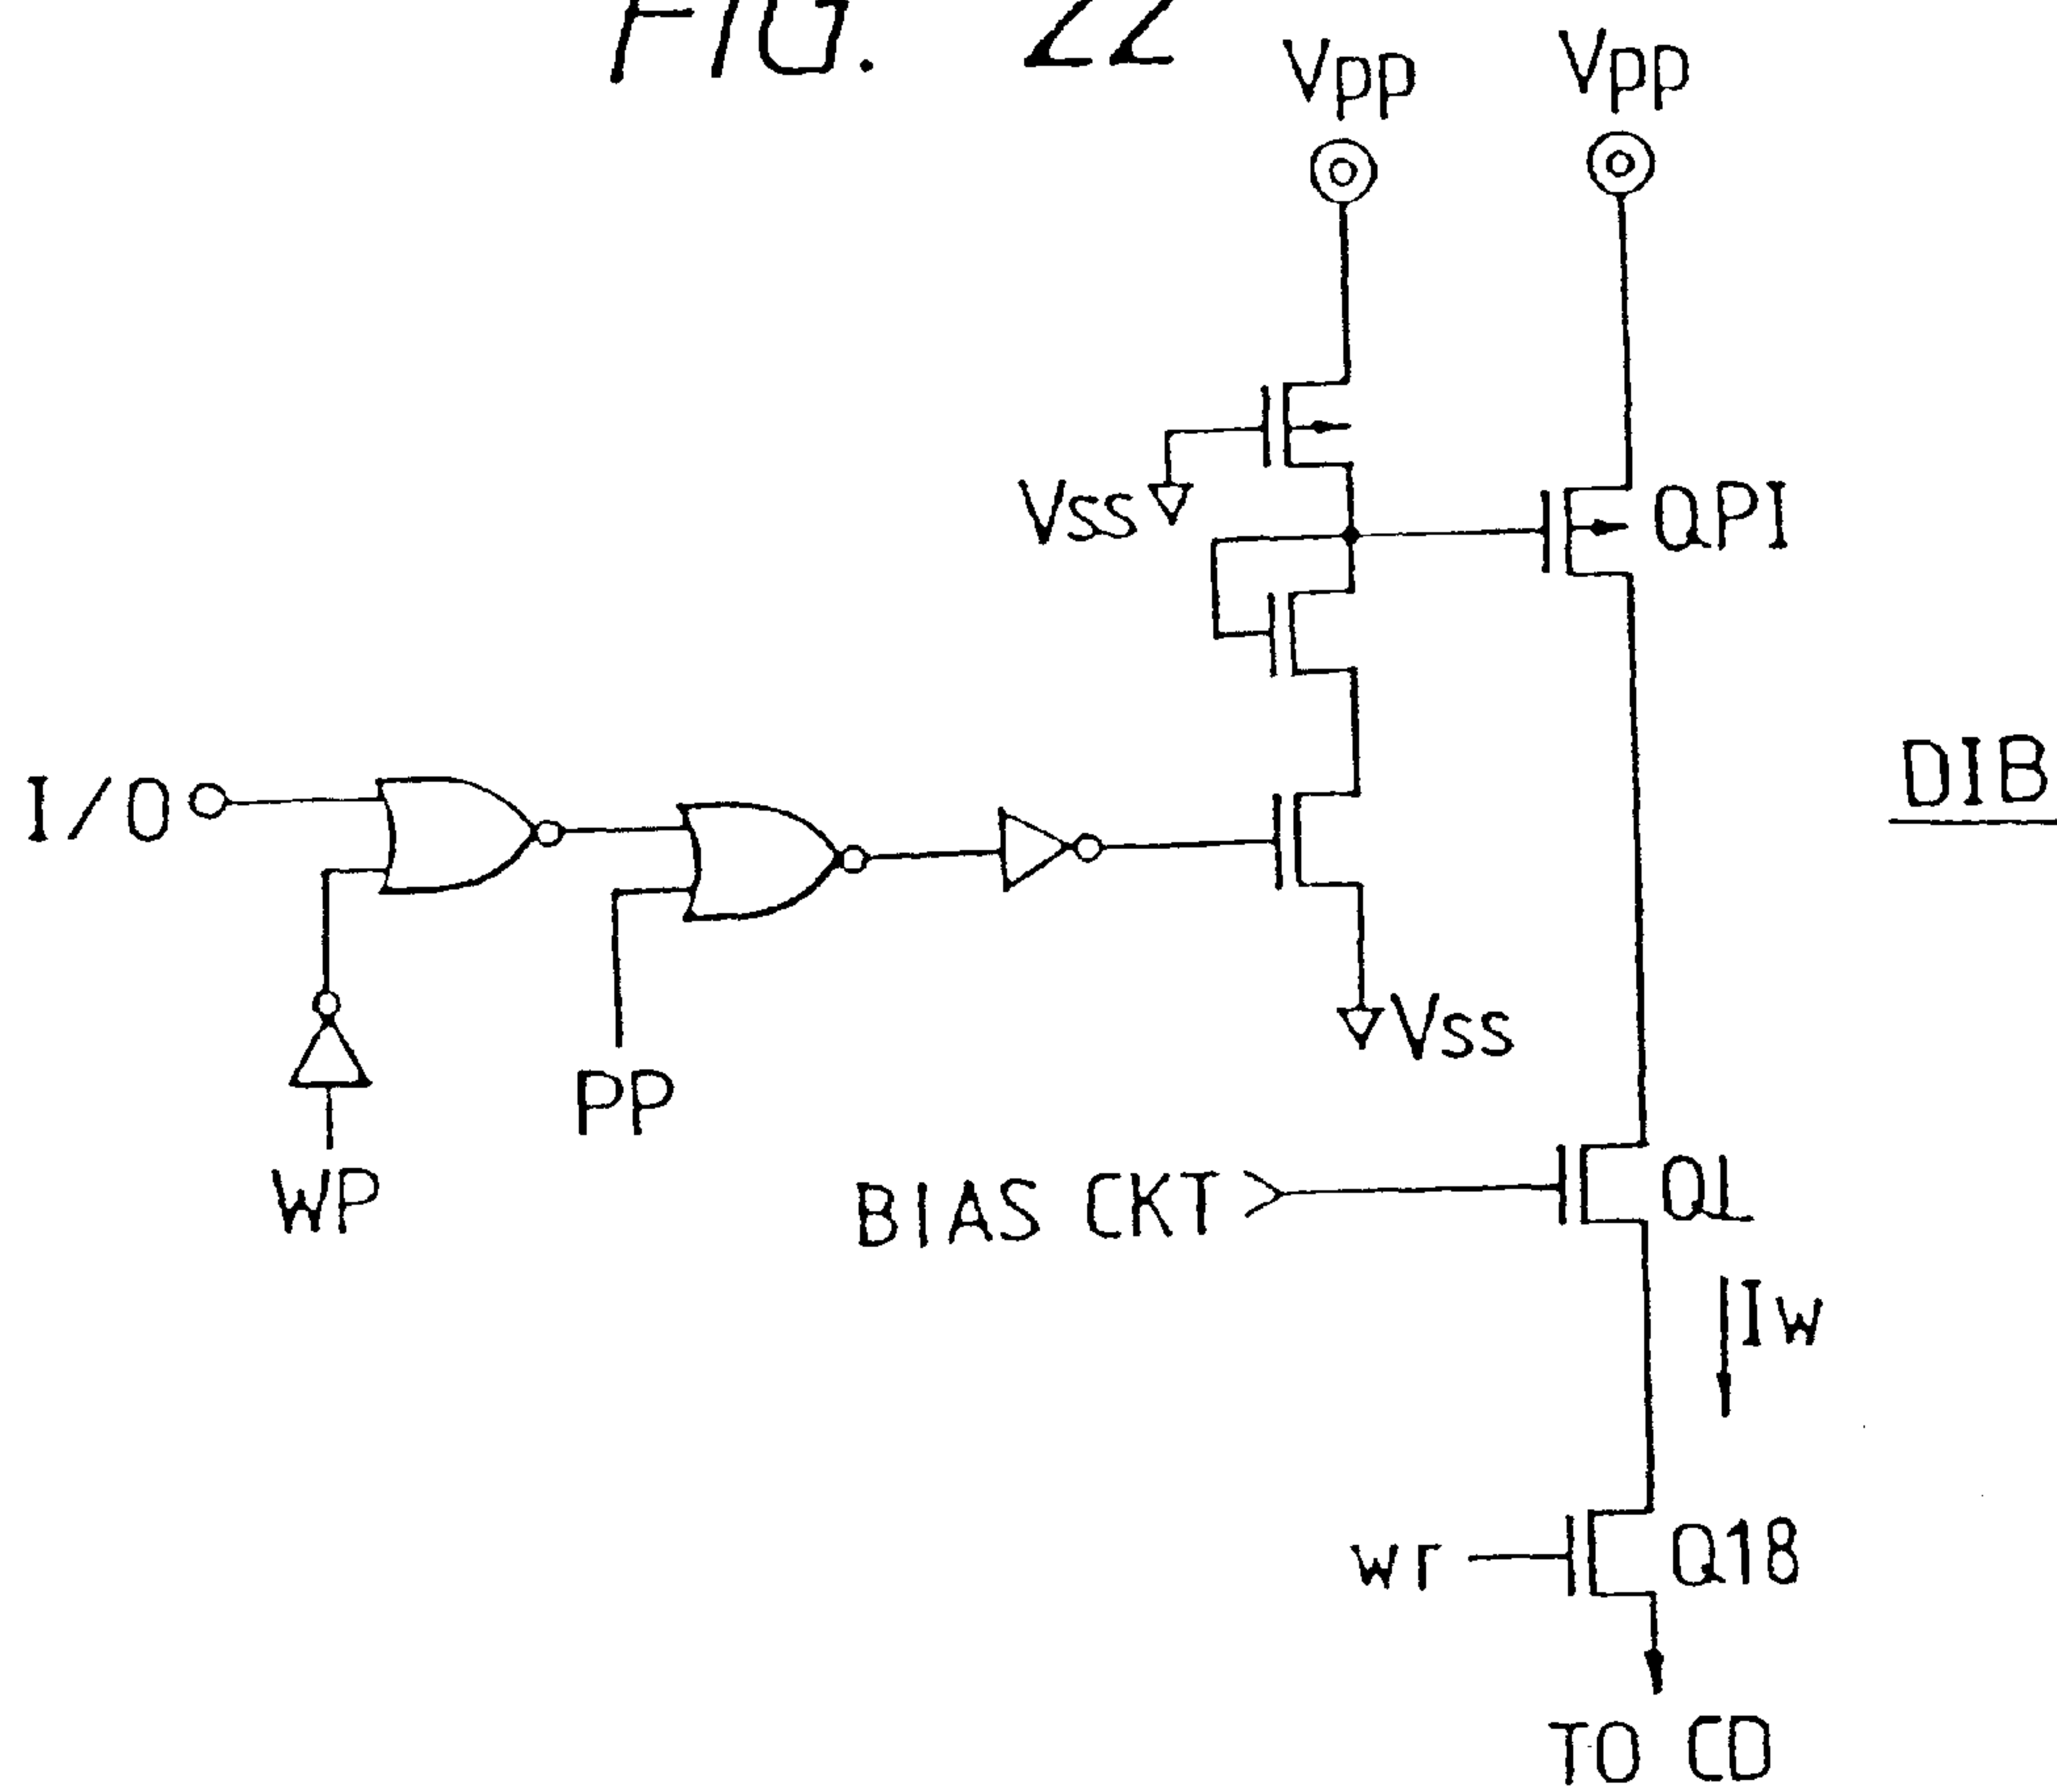 FIG. 22
Vpp Vpp
Vss
QPI
DIB
I/O
Vss
PP
WP
BIAS CKT
QL
Iw
wr
Q18
TO CD